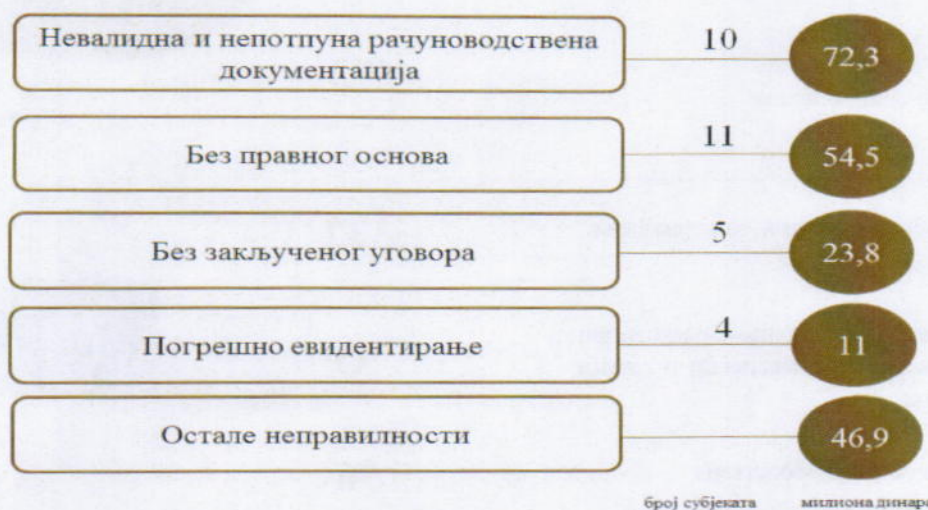 Невалидна и непотпуна рачуноводствена
документација
10
72,3
Без правног основа
11
54,5
Без закљученог уговора
5
23,8
Погрешно евидентирање
4
11
Остале неправилности
46,9
број субјеката
милиона динара